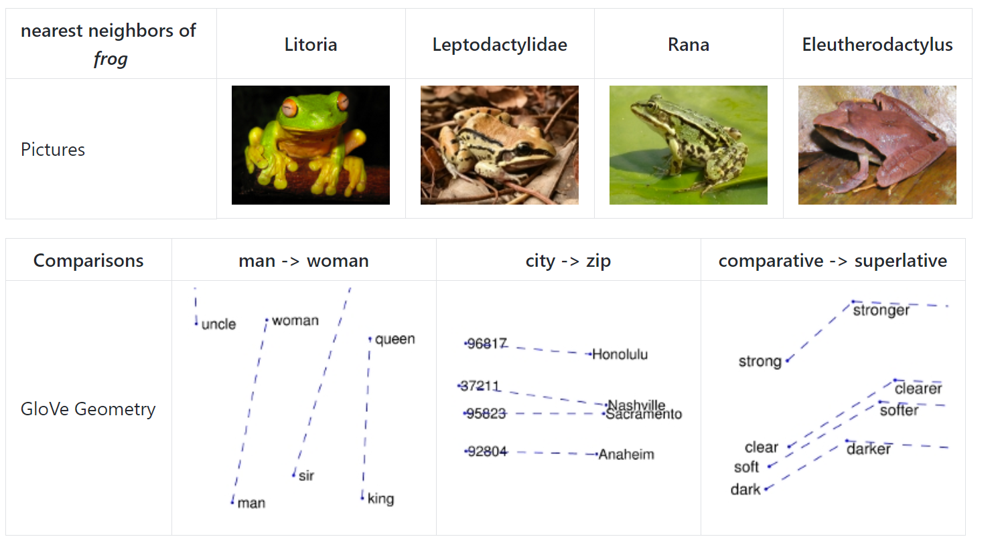 nearest neighbors of
frog
Litoria
Leptodactylidae
Rana
Eleutherodactylus
Pictures
Comparisons
man -> woman
city -> zip
comparative -> superlative
GloVe Geometry
uncle
woman
queen
sir
man
king
96817
Honolulu
37211
Nashville
95823
Sacramento
92804
Anaheim
stronger
strong
clearer
softer
clear
darker
soft
dark